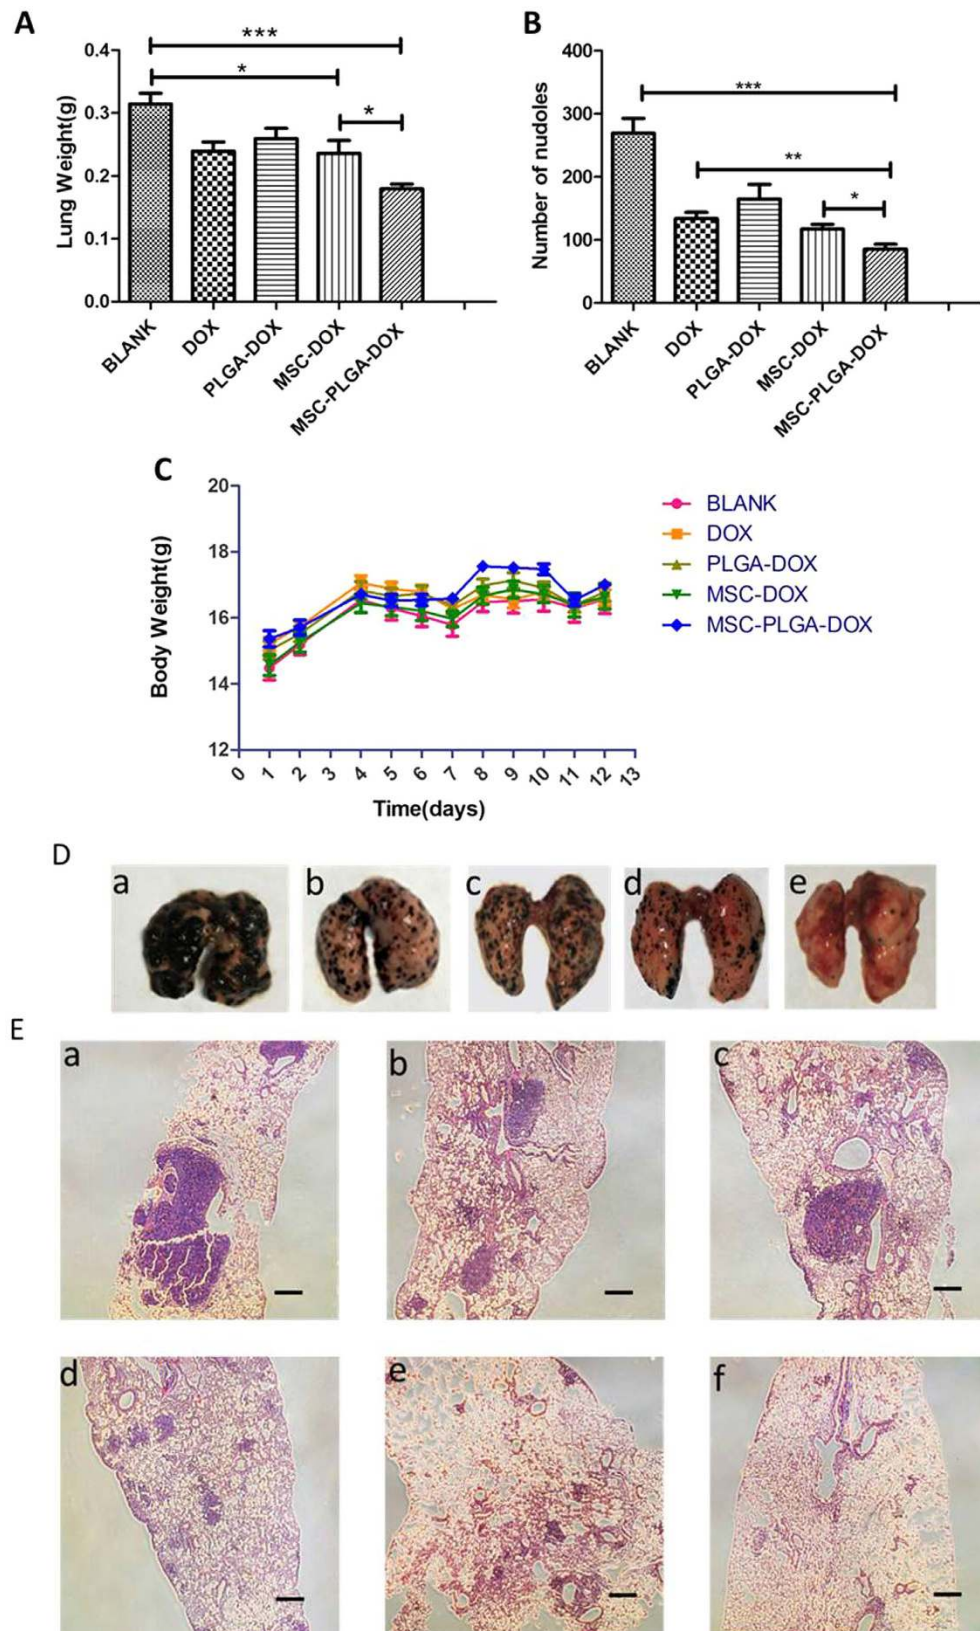 A
***
*
*
0.4
0.3
0.2
0.1
0.0
Lung Weight(g)
BLANK
DOX
PLGA-DOX
MSC-DOX
MSC-PLGA-DOX
B
***
**
*
400
300
200
100
0
Number of nudoles
BLANK
DOX
PLGA-DOX
MSC-DOX
MSC-PLGA-DOX
C
20
18
16
14
12
Body Weight(g)
0 1 2 3 4 5 6 7 8 9 10 11 12 13
Time(days)
BLANK
DOX
PLGA-DOX
MSC-DOX
MSC-PLGA-DOX
D
a b c d e
E
a b c
d e f